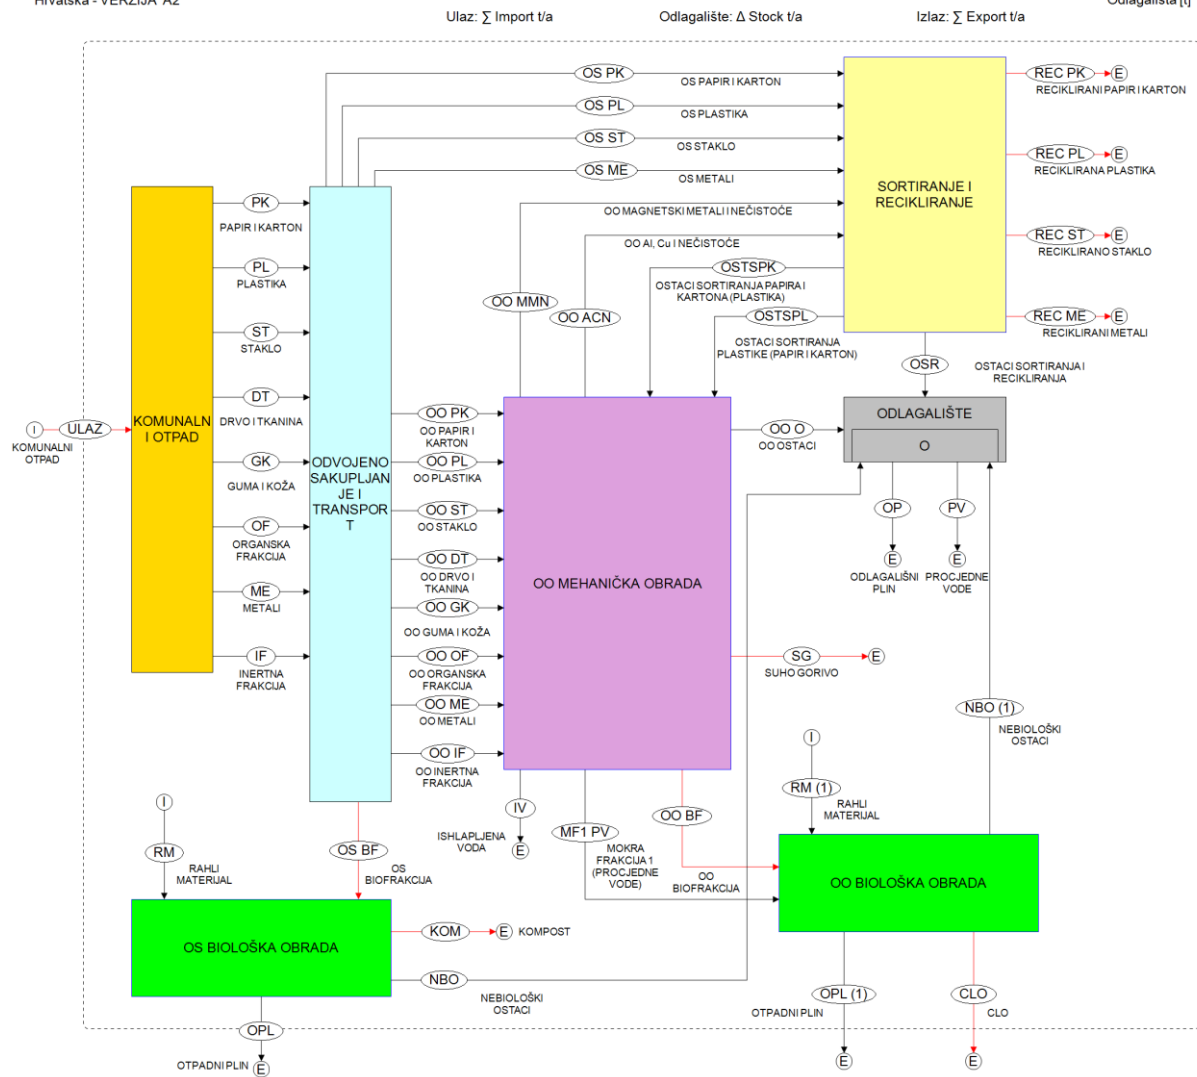 Hrvatska - VERZIJA A2
Ulaz: ∑ Import t/a
Odlagalište: Δ Stock t/a
Izlaz: ∑ Export t/a
Odlagališta [t]
OS PK
OS PAPIR I KARTON
OS PL
OS PLASTIKA
OS ST
OS STAKLO
OS ME
OS METALI
OO MAGNETSKI METALI I NEČISTOĆE
OO Al, Cu I NEČISTOĆE
OO MMN
OO ACN
OSTSPK
OSTACI SORTIRANJA PAPIRA I
KARTONA (PLASTIKA)
OSTSPL
OSTACI SORTIRANJA
PLASTIKE (PAPIR I KARTON)
SORTIRANJE I
RECIKLIRANJE
REC PK
E
RECIKLIRANI PAPIR I KARTON
REC PL
E
RECIKLIRANA PLASTIKA
REC ST
E
RECIKLIRANO STAKLO
REC ME
E
RECIKLIRANI METALI
OSR
OSTACI SORTIRANJA I
RECIKLIRANJA
I
ULAZ
KOMUNALNI
OTPAD
KOMUNALN
I OTPAD
PK
PAPIR I KARTON
PL
PLASTIKA
ST
STAKLO
DT
DRVO I TKANINA
GK
GUMA I KOŽA
OF
ORGANSKA
FRAKCIJA
ME
METALI
IF
INERTNA
FRAKCIJA
ODVOJENO
SAKUPLJAN
JE I
TRANSPOR
T
OO PK
OO PAPIR I
KARTON
OO PL
OO PLASTIKA
OO ST
OO STAKLO
OO DT
OO DRVO I
TKANINA
OO GK
OO GUMA I KOŽA
OO OF
OO ORGANSKA
FRAKCIJA
OO ME
OO METALI
OO IF
OO INERTNA
FRAKCIJA
OO MEHANIČKA OBRADA
OO O
OO OSTACI
ODLAGALIŠTE
O
OP
E
ODLAGALIŠNI
PLIN
PV
E
PROCJEDNE
VODE
SG
E
SUHO GORIVO
NBO (1)
NEBIOLOŠKI
OSTACI
I
RM (1)
RAHLI
MATERIJAL
IV
ISHLAPLJENA
VODA
E
MF1 PV
MOKRA
FRAKCIJA 1
(PROCJEDNE
VODE)
OO BF
OO
BIOFRAKCIJA
OO BIOLOŠKA OBRADA
I
RM
RAHLI
MATERIJAL
OS BF
OS
BIOFRAKCIJA
OS BIOLOŠKA OBRADA
KOM
E
KOMPOST
NBO
NEBIOLOŠKI
OSTACI
OPL
OTPADNI PLIN
E
OPL (1)
OTPADNI PLIN
E
CLO
CLO
E